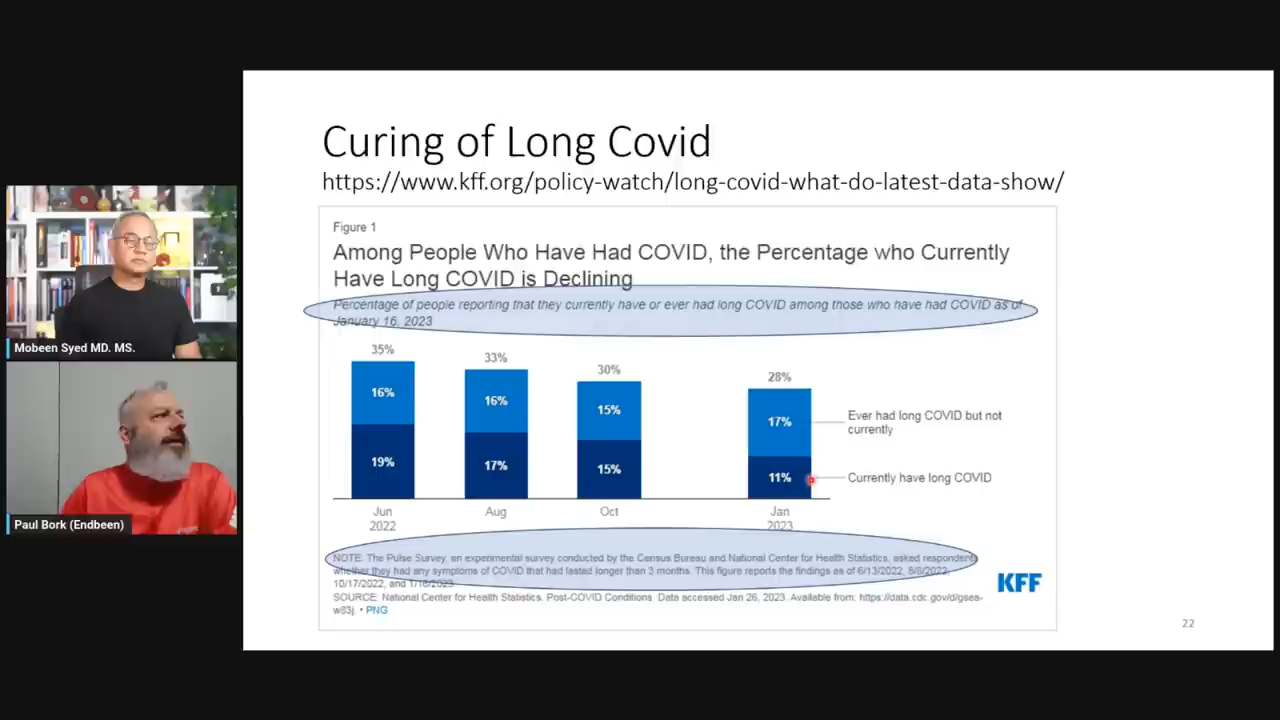 Curing of Long Covid
https://www.kff.org/policy-watch/long-covid-what-do-latest-data-show/
Figure 1
Among People Who Have Had COVID, the Percentage who Currently
Have Long COVID is Declining
Percentage of people reporting that they currently have or ever had long COVID among those who have had COVID as of
January 16, 2023
35%
33%
30%
28%
16%
16%
15%
17%
19%
17%
15%
11%
Ever had long COVID but not
currently
Currently have long COVID
Jun
2022
Aug
Oct
Jan
2023
NOTE: The Pulse Survey, an experimental survey conducted by the Census Bureau and National Center for Health Statistics, asked respondents
whether they had any symptoms of COVID that had lasted longer than 3 months. This figure reports the findings as of 6/13/2022, 8/8/2022,
10/17/2022, and 1/16/2023.
SOURCE: National Center for Health Statistics. Post-COVID Conditions. Data accessed Jan 26, 2023. Available from: https://data.cdc.gov/d/gsea-
w83j. • PNG
KFF
22
Mobeen Syed MD. MS.
Paul Bork (Endbeen)